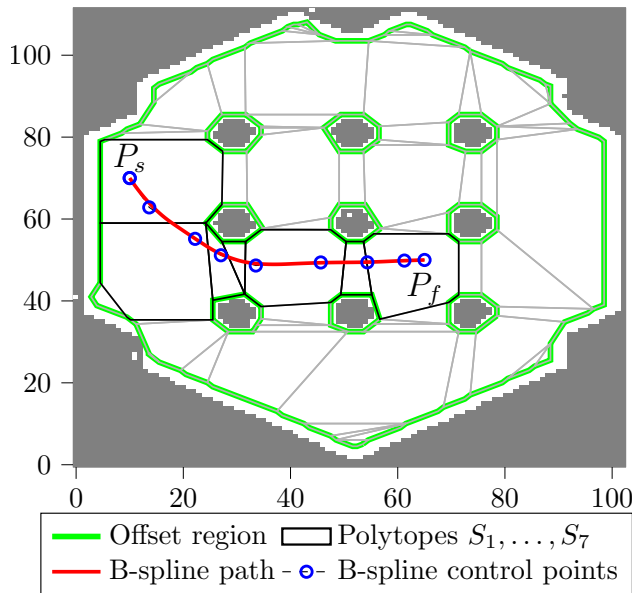 100
80
60
40
20
0
P_s
P_f
0 20 40 60 80 100
Offset region Polytopes S_1, . . . , S_7
B-spline path B-spline control points